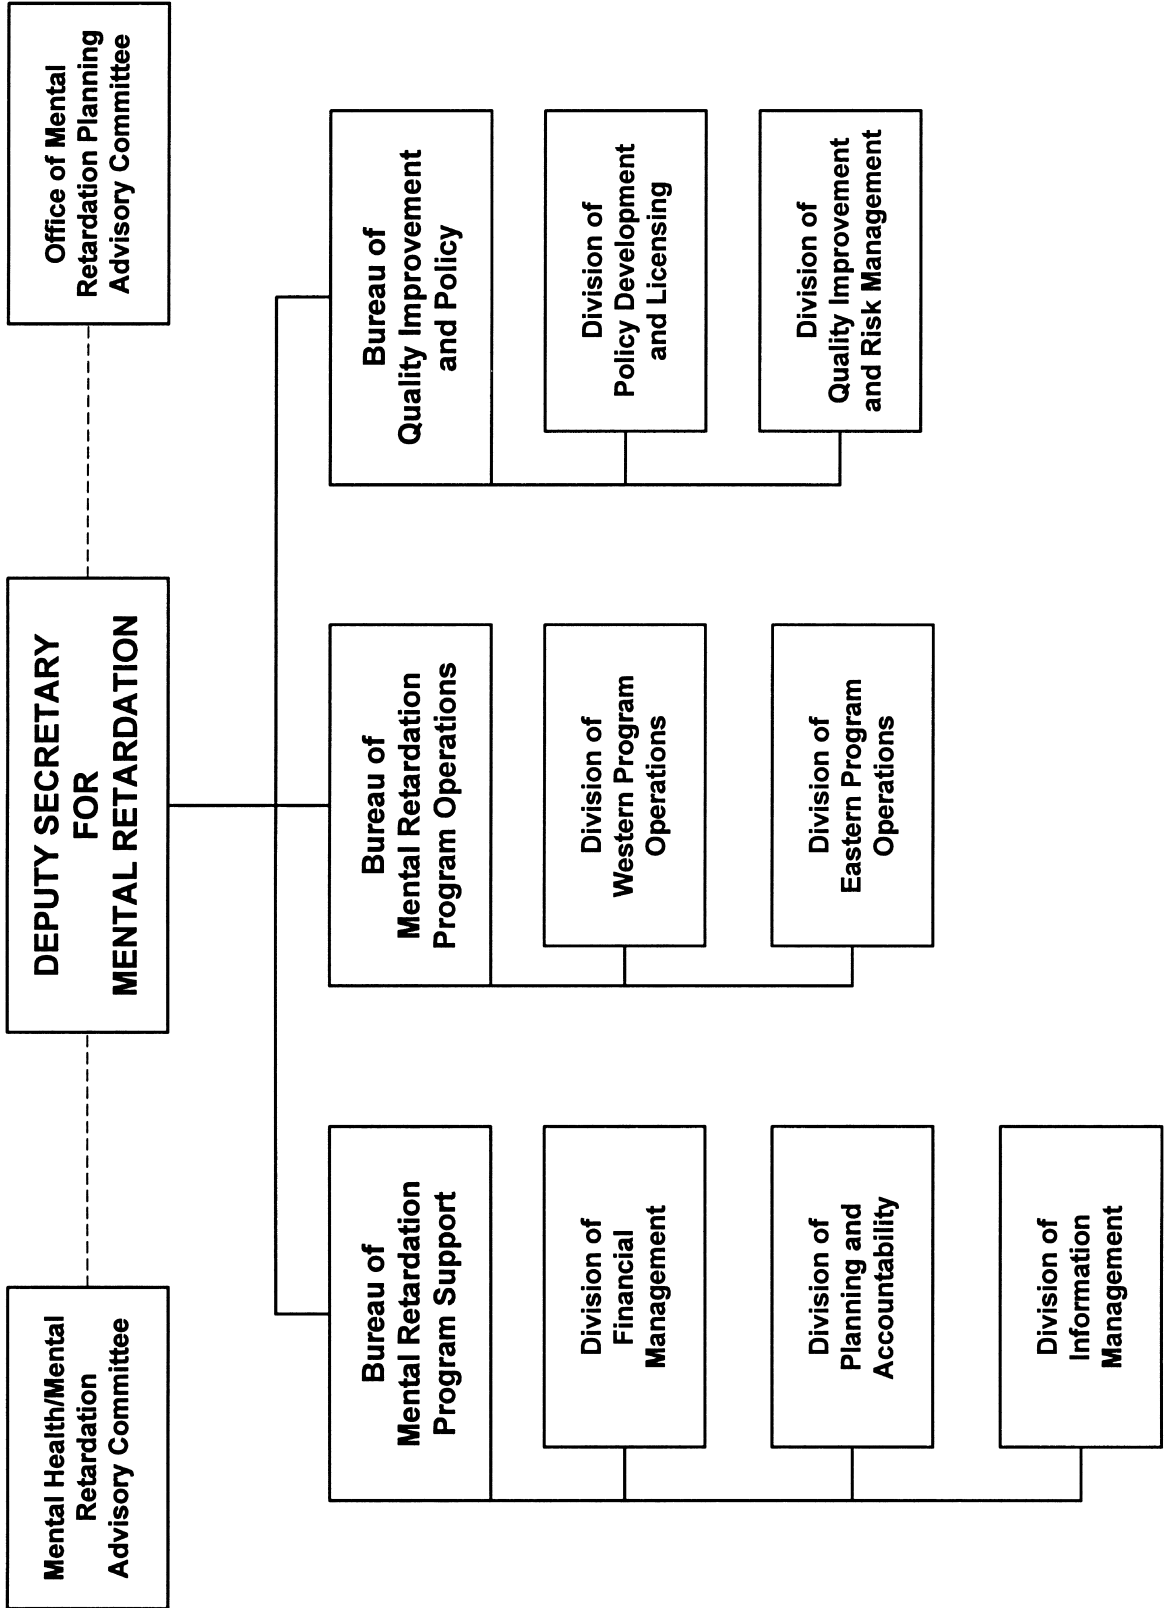 Mental Health/Mental
Retardation
Advisory Committee
DEPUTY SECRETARY
FOR
MENTAL RETARDATION
Office of Mental
Retardation Planning
Advisory Committee
Bureau of
Mental Retardation
Program Support
Bureau of
Mental Retardation
Program Operations
Bureau of
Quality Improvement
and Policy
Division of
Financial
Management
Division of
Western Program
Operations
Division of
Policy Development
and Licensing
Division of
Planning and
Accountability
Division of
Eastern Program
Operations
Division of
Quality Improvement
and Risk Management
Division of
Information
Management